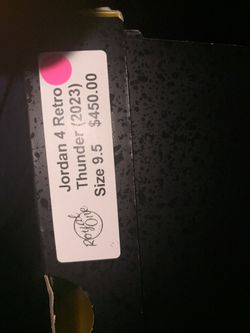 Jordan 4 Retro
Thunder (2023)
Size 9.5 $450.00